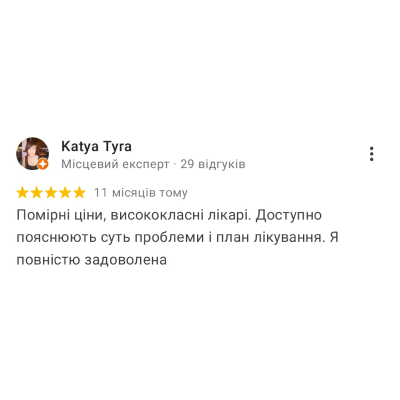 Katya Tyra
Місцевий експерт · 29 відгуків
11 місяців тому
Помірні ціни, висококласні лікарі. Доступно
пояснюють суть проблеми і план лікування. Я
повністю задоволена